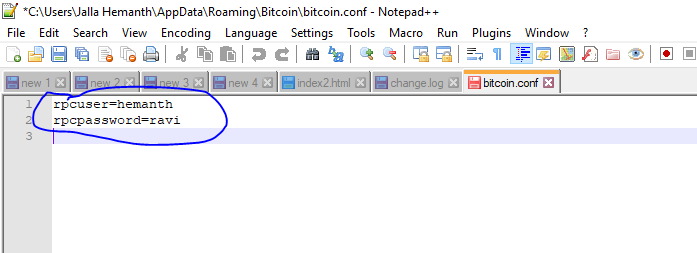 *C:\Users\Jalla Hemanth\AppData\Roaming\Bitcoin\bitcoin.conf - Notepad++
File Edit Search View Encoding Language Settings Tools Macro Run Plugins Window ?
new 1 new 2 new 3 new 4 index2.html change.log bitcoin.conf
1 rpcuser=hemanth
2 rpcpassword=ravi
3